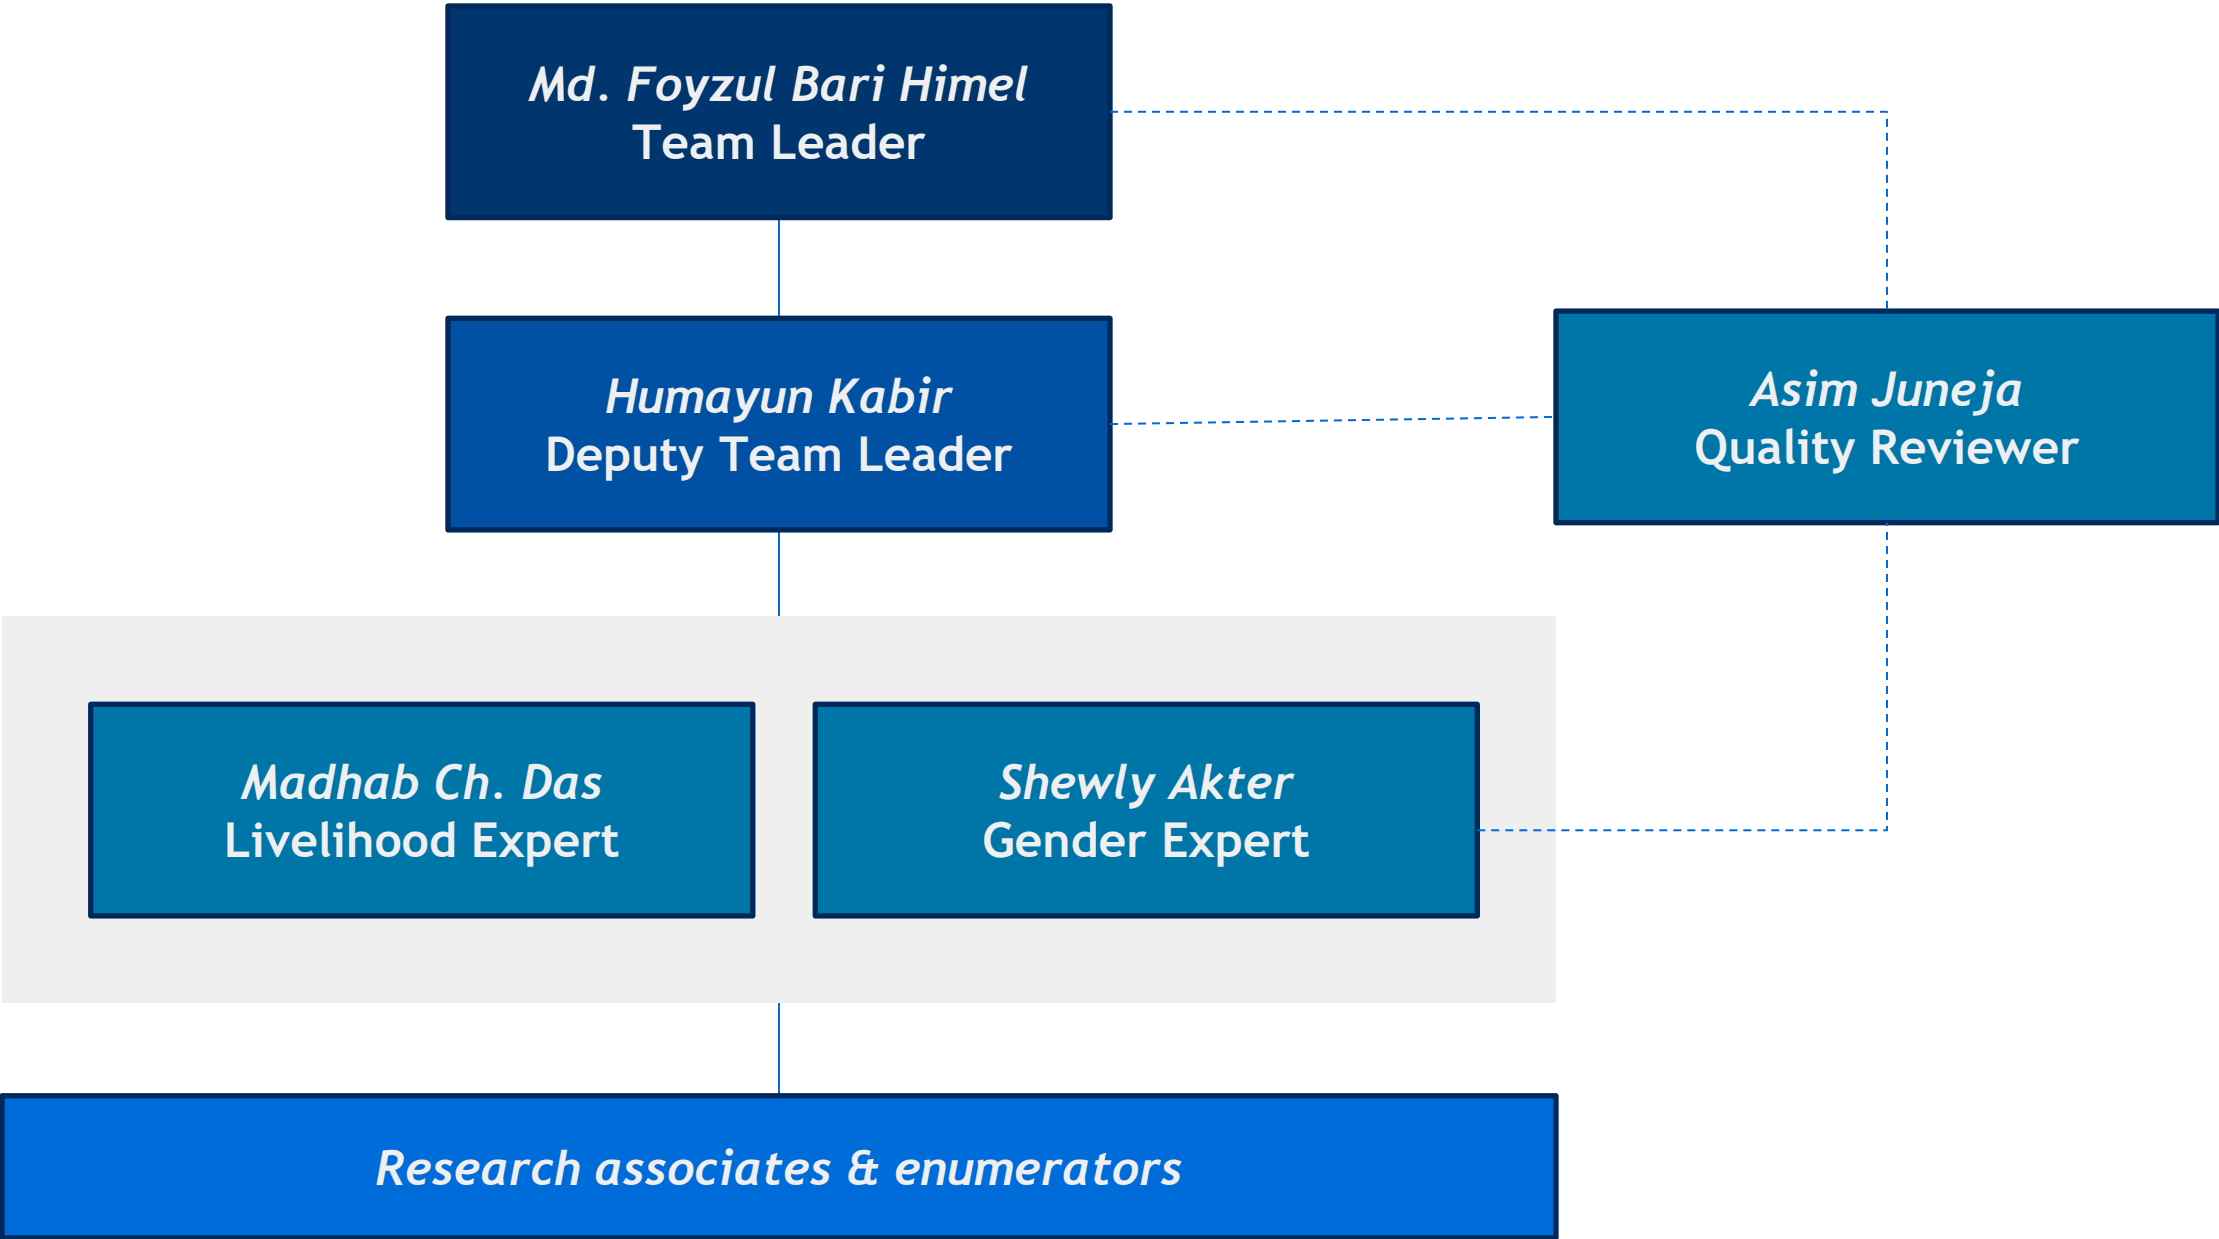 Md. Foyzul Bari Himel
Team Leader
Humayun Kabir
Deputy Team Leader
Asim Juneja
Quality Reviewer
Madhab Ch. Das
Livelihood Expert
Shewly Akter
Gender Expert
Research associates & enumerators